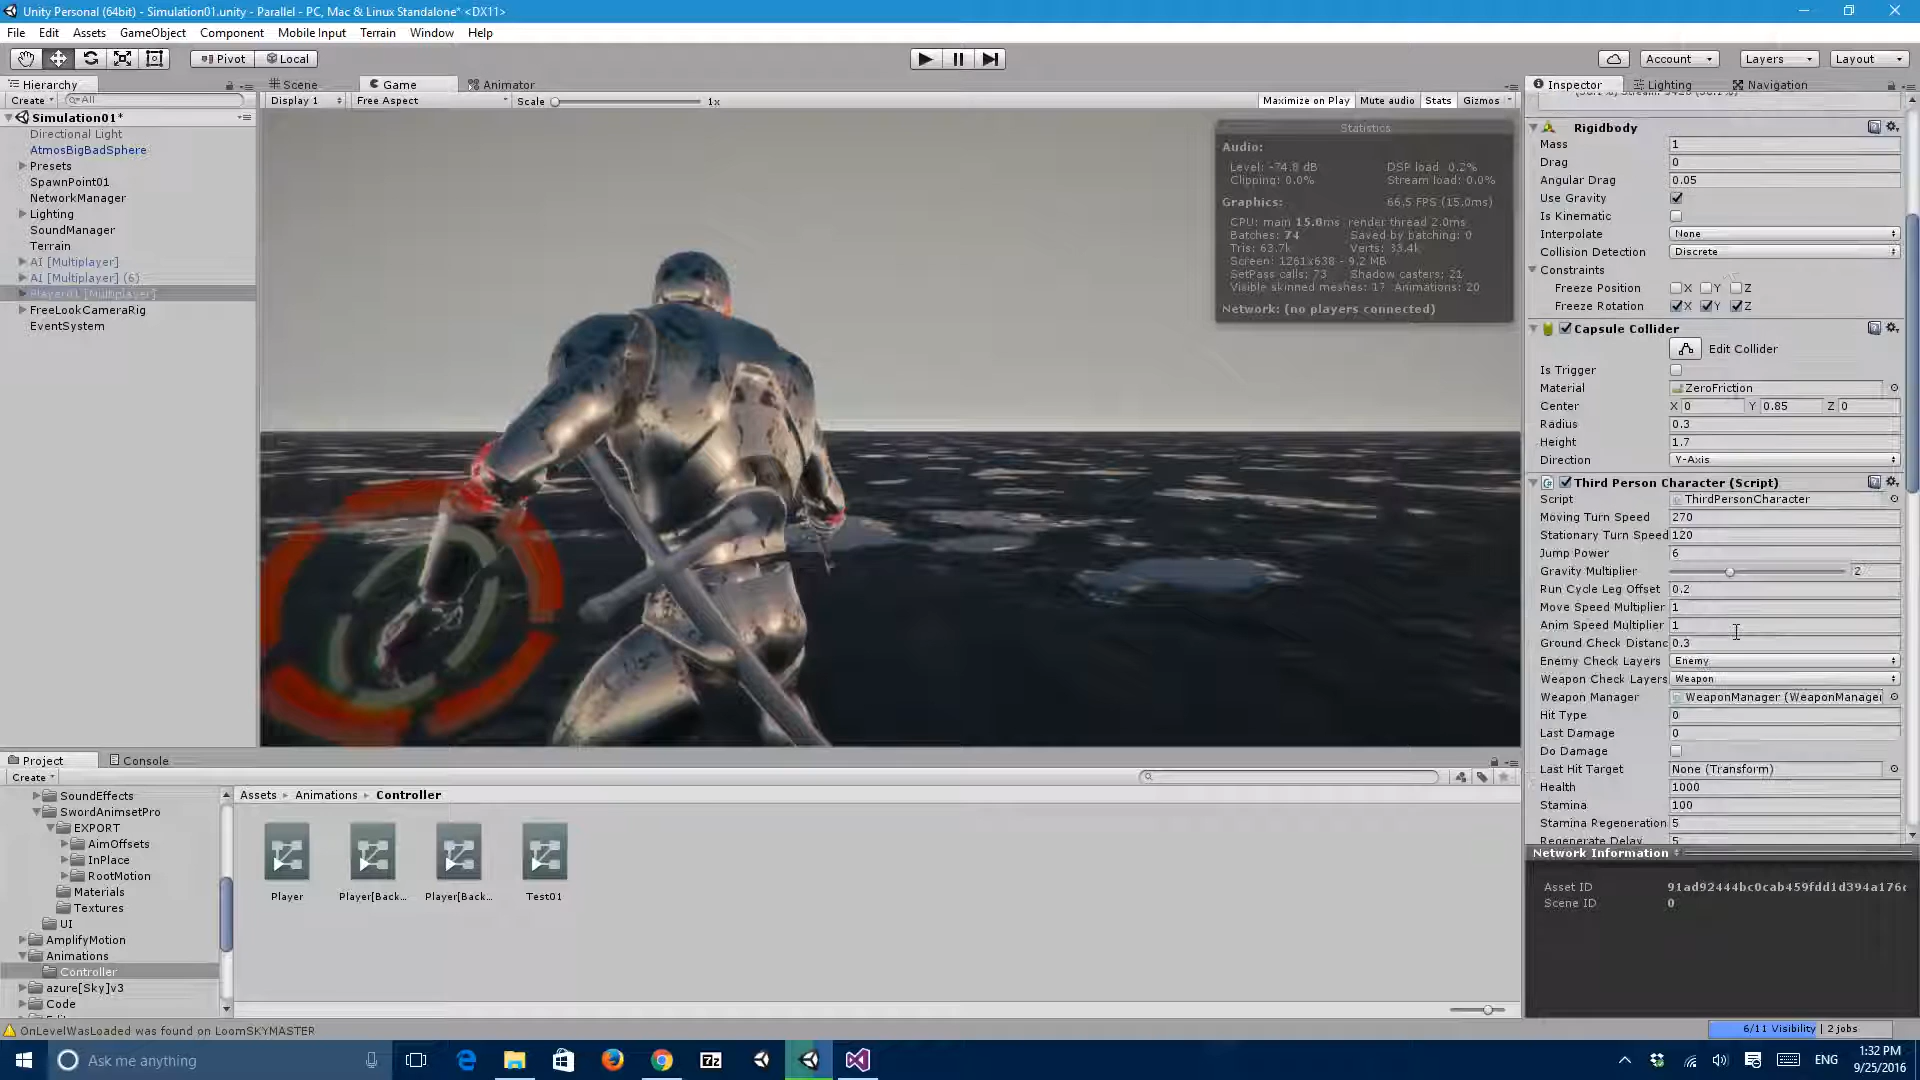 Unity Personal (64bit) - Simulation01.unity - Parallel - PC, Mac & Linux Standalone* <DX11>
File Edit Assets GameObject Component Mobile Input Terrain Window Help
Pivot Local Account Layers Layout
Hierarchy
Create All
Simulation01*
Directional Light
AtmosBigBadSphere
Presets
SpawnPoint01
NetworkManager
Lighting
SoundManager
Terrain
AI [Multiplayer]
AI [Multiplayer] (6)
Player01 [Multiplayer]
FreeLookCameraRig
EventSystem
Scene Game Animator
Display 1 Free Aspect Scale 1x Maximize on Play Mute audio Stats Gizmos
Statistics
Audio:
Level: -74.8 dB DSP load 0.2%
Clipping: 0.0% Stream load: 0.0%
Graphics: 66.5 FPS (15.0ms)
CPU: main 15.0ms render thread 2.0ms
Batches: 74 Saved by batching: 0
Tris: 63.7k Verts: 33.4k
Screen: 1261x638 - 9.2 MB
SetPass calls: 73 Shadow casters: 21
Visible skinned meshes: 17 Animations: 20
Network: (no players connected)
Inspector Lighting Navigation
Rigidbody
Mass 1
Drag 0
Angular Drag 0.05
Use Gravity
Is Kinematic
Interpolate None
Collision Detection Discrete
Constraints
Freeze Position X Y Z
Freeze Rotation X Y Z
Capsule Collider
Edit Collider
Is Trigger
Material ZeroFriction
Center X 0 Y 0.85 Z 0
Radius 0.3
Height 1.7
Direction Y-Axis
Third Person Character (Script)
Script ThirdPersonCharacter
Moving Turn Speed 270
Stationary Turn Speed 120
Jump Power 6
Gravity Multiplier 2
Run Cycle Leg Offset 0.2
Move Speed Multiplier 1
Anim Speed Multiplier 1
Ground Check Distanc 0.3
Enemy Check Layers Enemy
Weapon Check Layers Weapon
Weapon Manager WeaponManager (WeaponManager
Hit Type 0
Last Damage 0
Do Damage
Last Hit Target None (Transform)
Health 1000
Stamina 100
Stamina Regeneration 5
Regenerate Delay 5
Network Information
Asset ID 91ad92444bc0cab459fdd1d394a176c
Scene ID 0
Project Console
Create
SoundEffects
SwordAnimsetPro
EXPORT
AimOffsets
InPlace
RootMotion
Materials
Textures
UI
AmplifyMotion
Animations
Controller
azure[Sky]v3
Code
Assets Animations Controller
Player Player[Back... Player[Back... Test01
OnLevelWasLoaded was found on LoomSKYMASTER
6/11 Visibility | 2 jobs
Ask me anything
7z
ENG
1:32 PM
9/25/2016